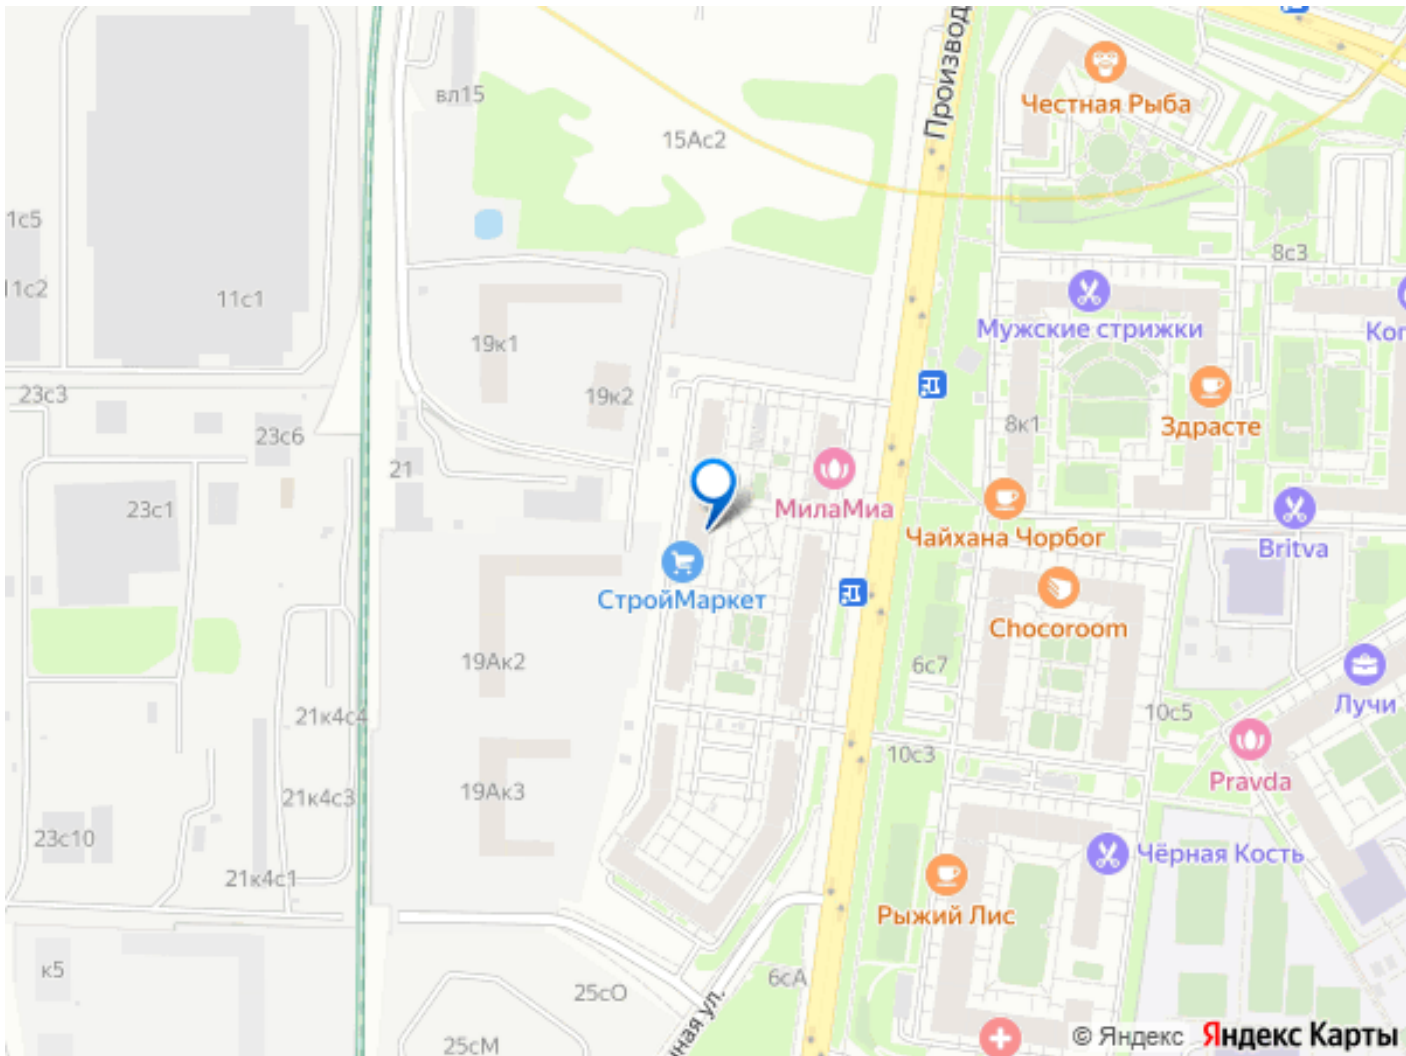 Производ
Честная Рыба
вл15
15Ас2
1с5
8с3
11с1
Мужские стрижки
19к1
23с3
19к2
8к1
Здрасте
23с6
21
МилаМиа
23с1
Чайхана Чорбог
Britva
СтройМаркет
Chocoroom
19Ак2
6с7
Лучи
21к4с4
10с5
10с3
Pravda
19Ак3
21к4с3
23с10
Чёрная Кость
21к4с1
Рыжий Лис
к5
6сА
25сО
ная ул.
25сМ
© Яндекс Яндекс Карты